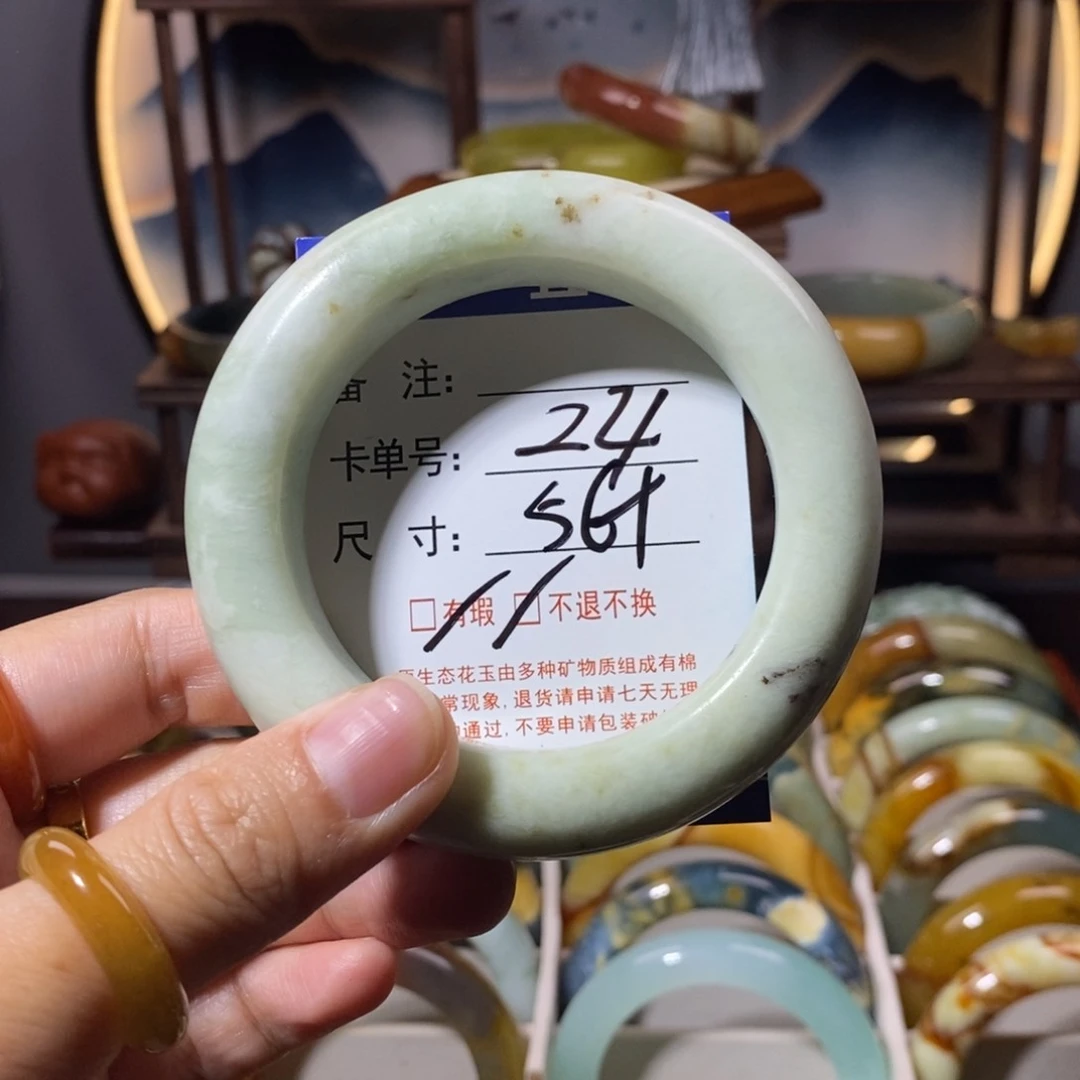 备 注:
卡单号: 24
尺 寸: 56+
□有瑕 □不退不换
原生态花玉由多种矿物质组成有棉
常现象, 退货请申请七天无理
通过, 不要申请包装破